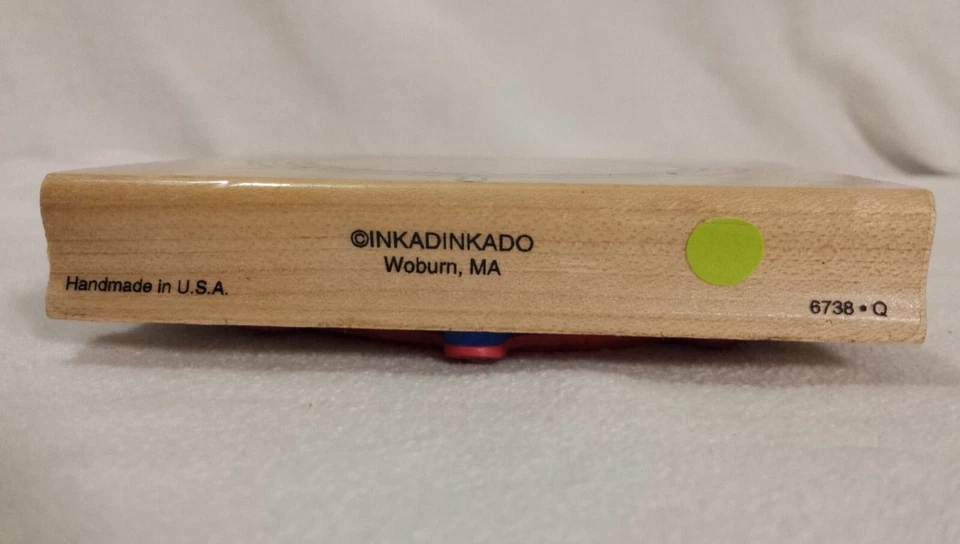 ©INKADINKADO
Woburn, MA
Handmade in U.S.A.
6738 • Q